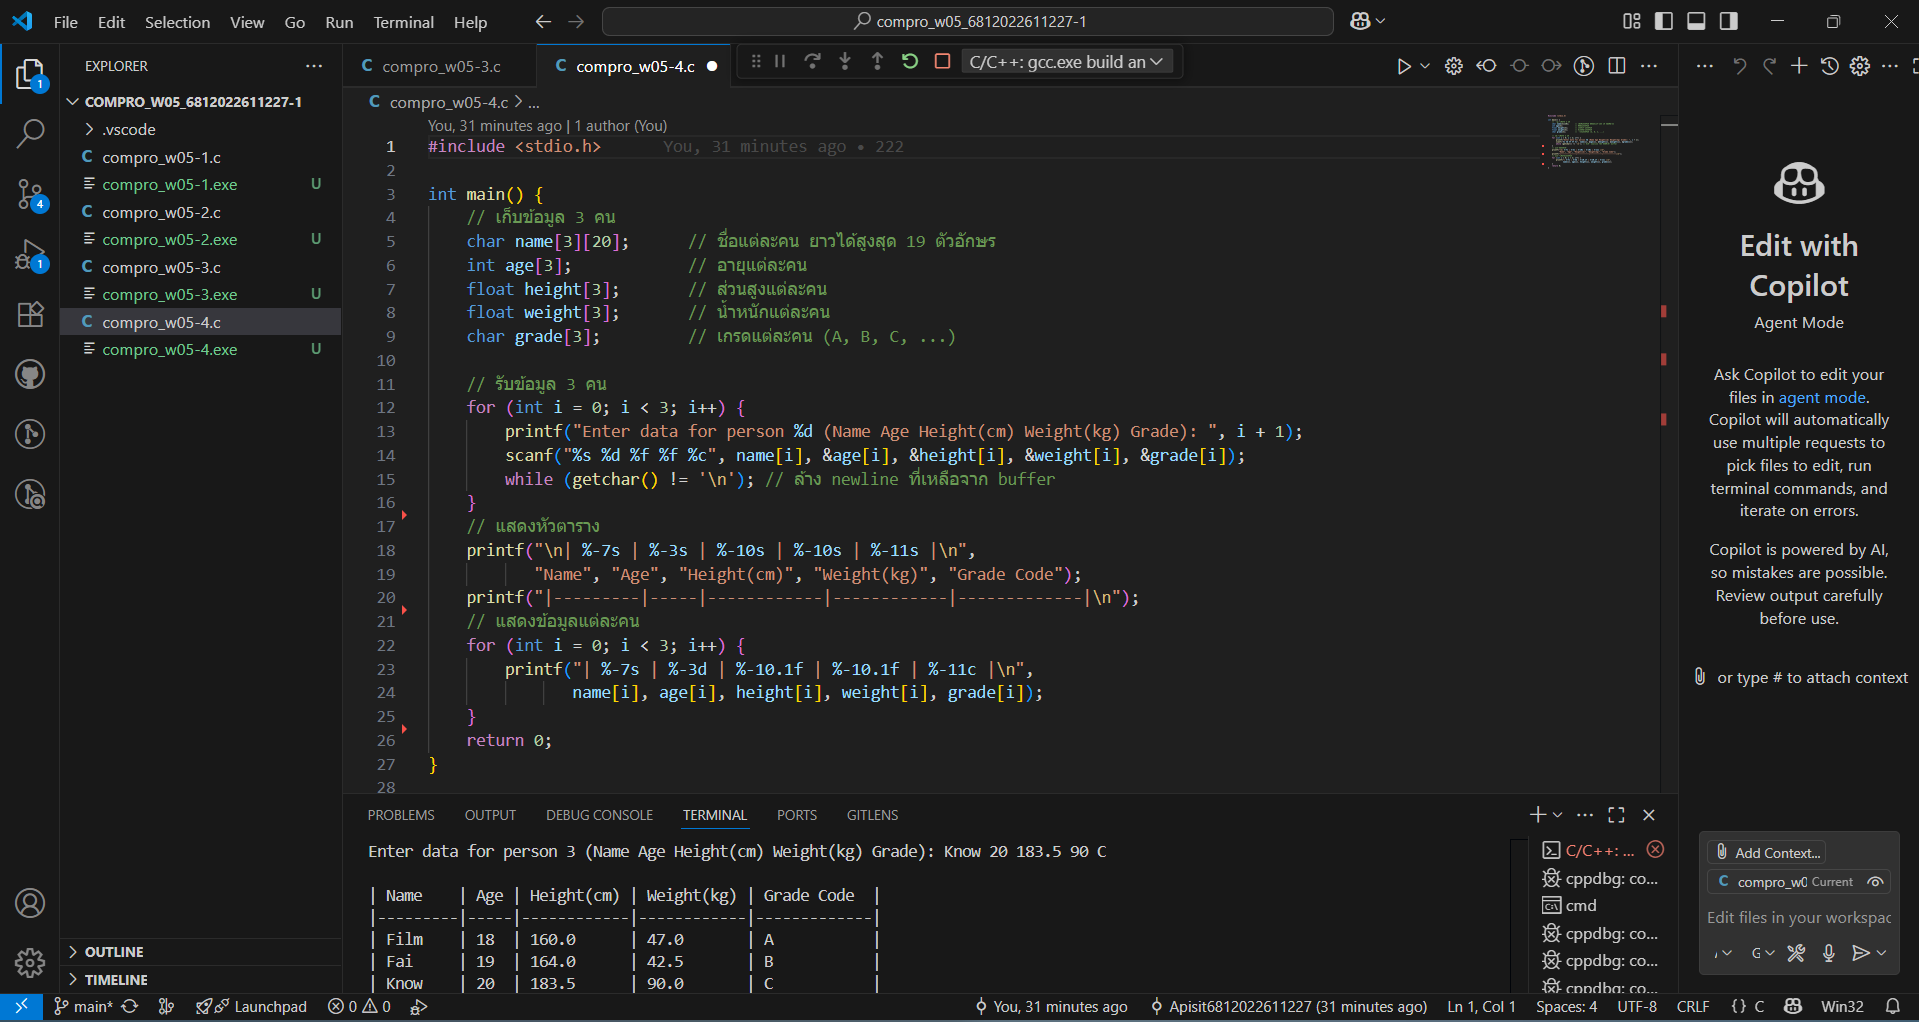 File Edit Selection View Go Run Terminal Help
compro_w05_6812022611227-1
EXPLORER
COMPRO_W05_6812022611227-1
.vscode
C compro_w05-1.c
compro_w05-1.exe U
C compro_w05-2.c
compro_w05-2.exe U
C compro_w05-3.c
compro_w05-3.exe U
C compro_w05-4.c
compro_w05-4.exe U
OUTLINE
TIMELINE
1
4
1
C compro_w05-3.c
C compro_w05-4.c
C/C++: gcc.exe build an
C compro_w05-4.c > ...
You, 31 minutes ago | 1 author (You)
1 #include <stdio.h> You, 31 minutes ago • 222
2
3 int main() {
4 // เก็บข้อมูล 3 คน
5 char name[3][20]; // ชื่อแต่ละคน ยาวได้สูงสุด 19 ตัวอักษร
6 int age[3]; // อายุแต่ละคน
7 float height[3]; // ส่วนสูงแต่ละคน
8 float weight[3]; // น้ำหนักแต่ละคน
9 char grade[3]; // เกรดแต่ละคน (A, B, C, ...)
10
11 // รับข้อมูล 3 คน
12 for (int i = 0; i < 3; i++) {
13 printf("Enter data for person %d (Name Age Height(cm) Weight(kg) Grade): ", i + 1);
14 scanf("%s %d %f %f %c", name[i], &age[i], &height[i], &weight[i], &grade[i]);
15 while (getchar() != '\n'); // ล้าง newline ที่เหลือจาก buffer
16 }
17 // แสดงหัวตาราง
18 printf("\n| %-7s | %-3s | %-10s | %-10s | %-11s |\n",
19 "Name", "Age", "Height(cm)", "Weight(kg)", "Grade Code");
20 printf("|---------|-----|------------|------------|-------------|\n");
21 // แสดงข้อมูลแต่ละคน
22 for (int i = 0; i < 3; i++) {
23 printf("| %-7s | %-3d | %-10.1f | %-10.1f | %-11c |\n",
24 name[i], age[i], height[i], weight[i], grade[i]);
25 }
26 return 0;
27 }
28
PROBLEMS OUTPUT DEBUG CONSOLE TERMINAL PORTS GITLENS
Enter data for person 3 (Name Age Height(cm) Weight(kg) Grade): Know 20 183.5 90 C
| Name | Age | Height(cm) | Weight(kg) | Grade Code |
|---------|-----|------------|------------|-------------|
| Film | 18 | 160.0 | 47.0 | A |
| Fai | 19 | 164.0 | 42.5 | B |
| Know | 20 | 183.5 | 90.0 | C |
C/C++: ...
cppdbg: co...
cmd
cppdbg: co...
cppdbg: co...
cppdbg: co...
Edit with
Copilot
Agent Mode
Ask Copilot to edit your
files in agent mode.
Copilot will automatically
use multiple requests to
pick files to edit, run
terminal commands, and
iterate on errors.
Copilot is powered by AI,
so mistakes are possible.
Review output carefully
before use.
or type # to attach context
Add Context...
C compro_w0 Current
Edit files in your workspac
G
main* Launchpad 0 0 You, 31 minutes ago Apisit6812022611227 (31 minutes ago) Ln 1, Col 1 Spaces: 4 UTF-8 CRLF {} C Win32